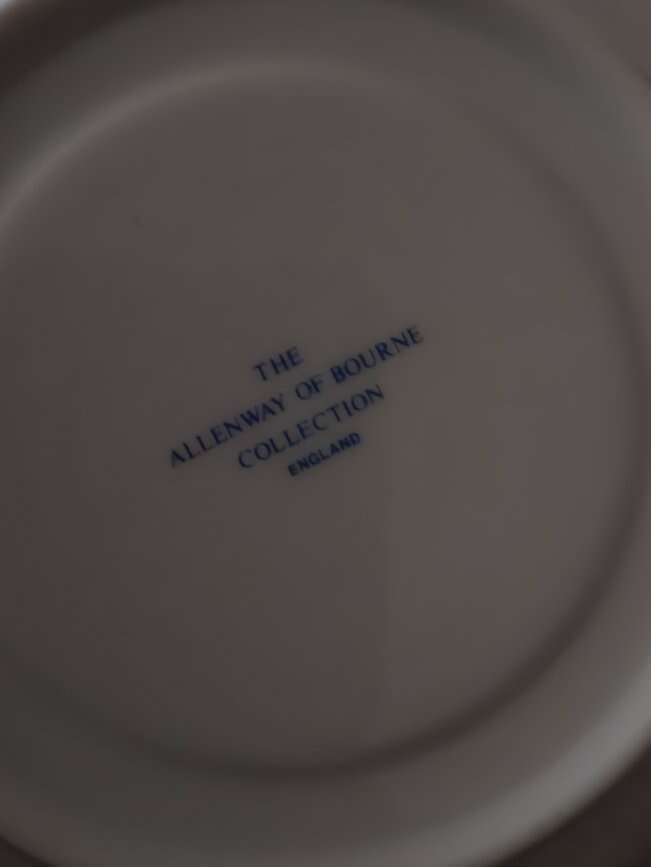 THE
ALLENWAY OF BOURNE
COLLECTION
ENGLAND